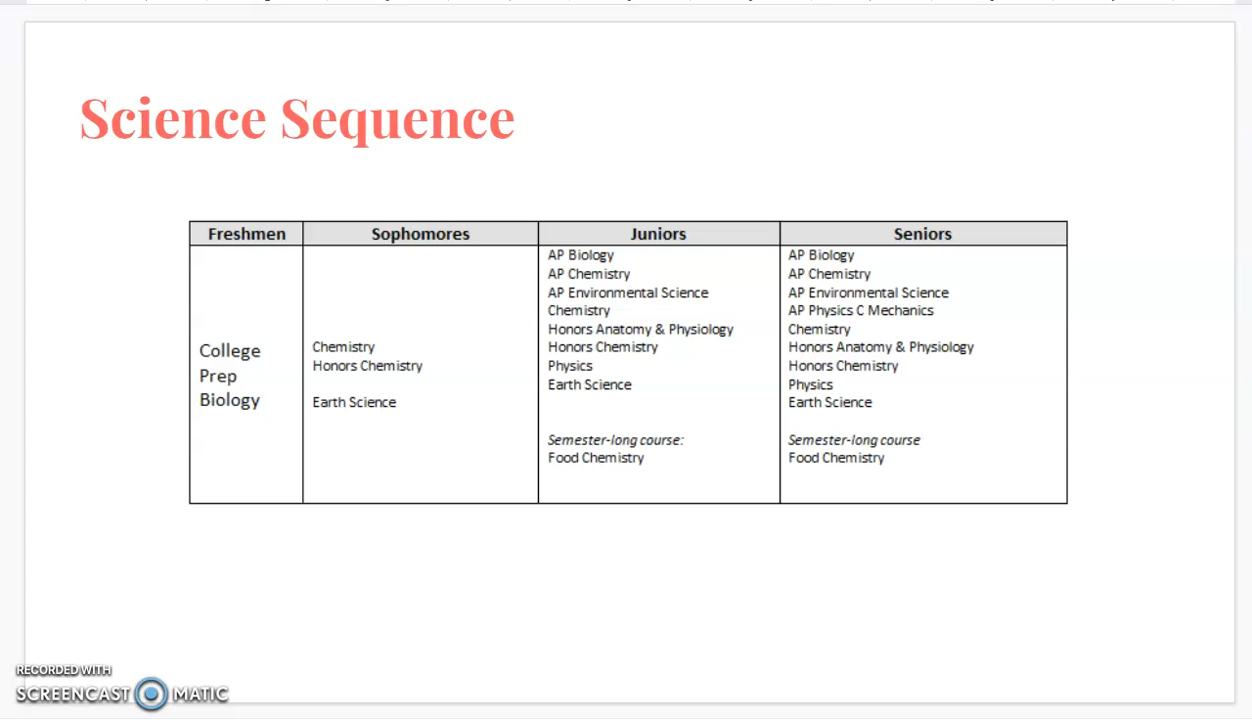 Science Sequence
Freshmen
Sophomores
Juniors
Seniors
College
Prep
Biology
Chemistry
Honors Chemistry
Earth Science
AP Biology
AP Chemistry
AP Environmental Science
Chemistry
Honors Anatomy & Physiology
Honors Chemistry
Physics
Earth Science
Semester-long course:
Food Chemistry
AP Biology
AP Chemistry
AP Environmental Science
AP Physics C Mechanics
Chemistry
Honors Anatomy & Physiology
Honors Chemistry
Physics
Earth Science
Semester-long course
Food Chemistry
RECORDED WITH
SCREENCAST MATIC